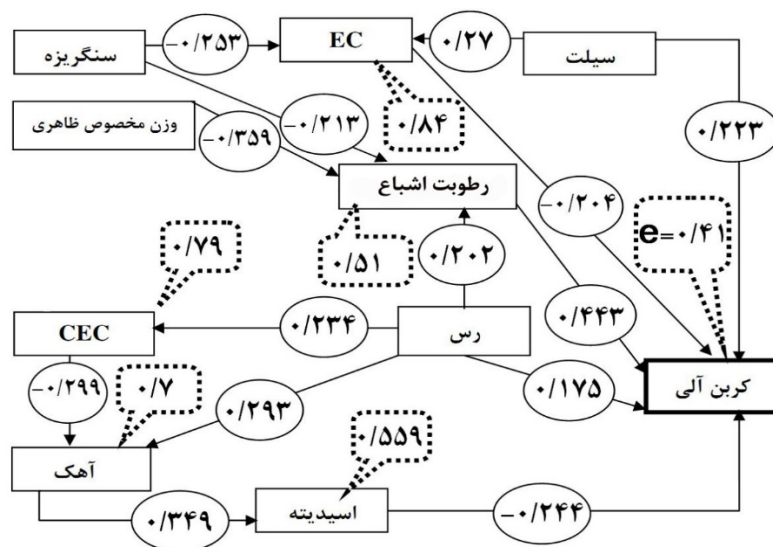 سنگریزه
-۰/۲۵۳
EC
۰/۲۷
سیلت
وزن مخصوص ظاهری
-۰/۳۵۹
-۰/۲۱۳
۰/۸۴
۰/۲۲۳
رطوبت اشباع
-۰/۲۰۴
e=۰/۴۱
۰/۷۹
۰/۵۱
۰/۲۰۲
CEC
۰/۲۳۴
رس
۰/۴۴۳
کربن آلی
-۰/۲۹۹
۰/۷
۰/۲۹۳
۰/۱۷۵
آهک
۰/۵۵۹
۰/۳۴۹
اسیدیته
-۰/۲۴۴